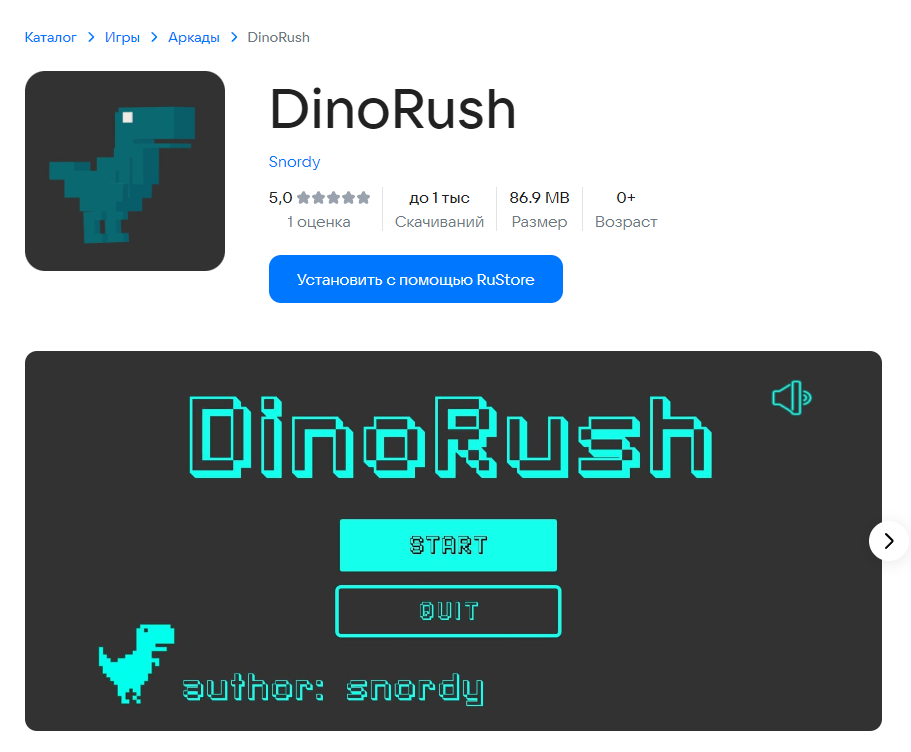 Каталог > Игры > Аркады > DinoRush
DinoRush
Snordy
5,0 до 1 тыс 86.9 MB 0+
1 оценка Скачиваний Размер Возраст
Установить с помощью RuStore
DinoRush
START
QUIT
author: snordy